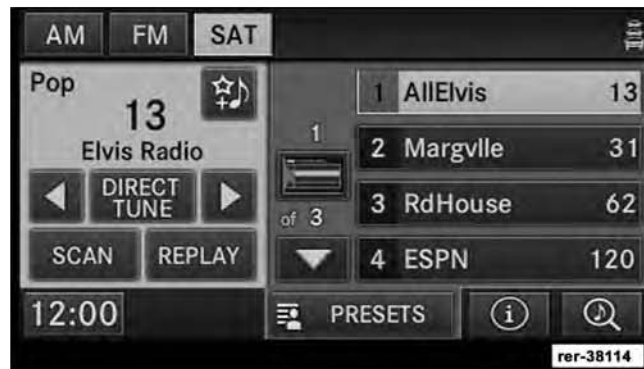 AM FM SAT
Pop
13
Elvis Radio
DIRECT
TUNE
SCAN REPLAY
12:00
1
of 3
1 AllElvis 13
2 Margvlle 31
3 RdHouse 62
4 ESPN 120
PRESETS i
rer-38114